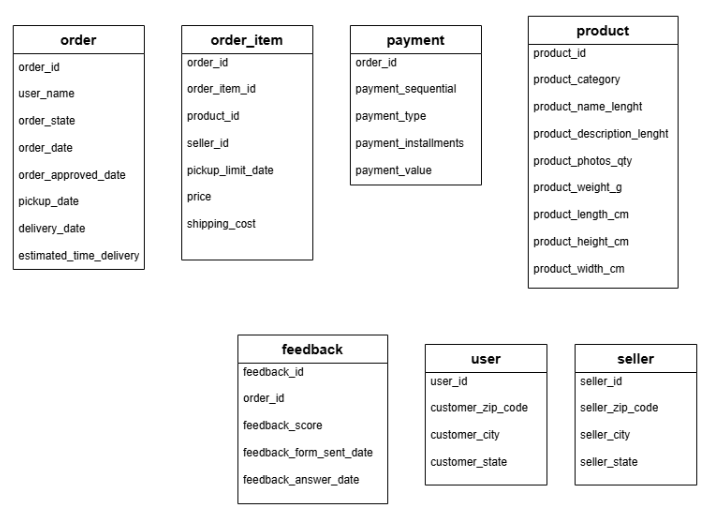 order
order_id
user_name
order_state
order_date
order_approved_date
pickup_date
delivery_date
estimated_time_delivery
order_item
order_id
order_item_id
product_id
seller_id
pickup_limit_date
price
shipping_cost
payment
order_id
payment_sequential
payment_type
payment_installments
payment_value
product
product_id
product_category
product_name_lenght
product_description_lenght
product_photos_qty
product_weight_g
product_length_cm
product_height_cm
product_width_cm
feedback
feedback_id
order_id
feedback_score
feedback_form_sent_date
feedback_answer_date
user
user_id
customer_zip_code
customer_city
customer_state
seller
seller_id
seller_zip_code
seller_city
seller_state